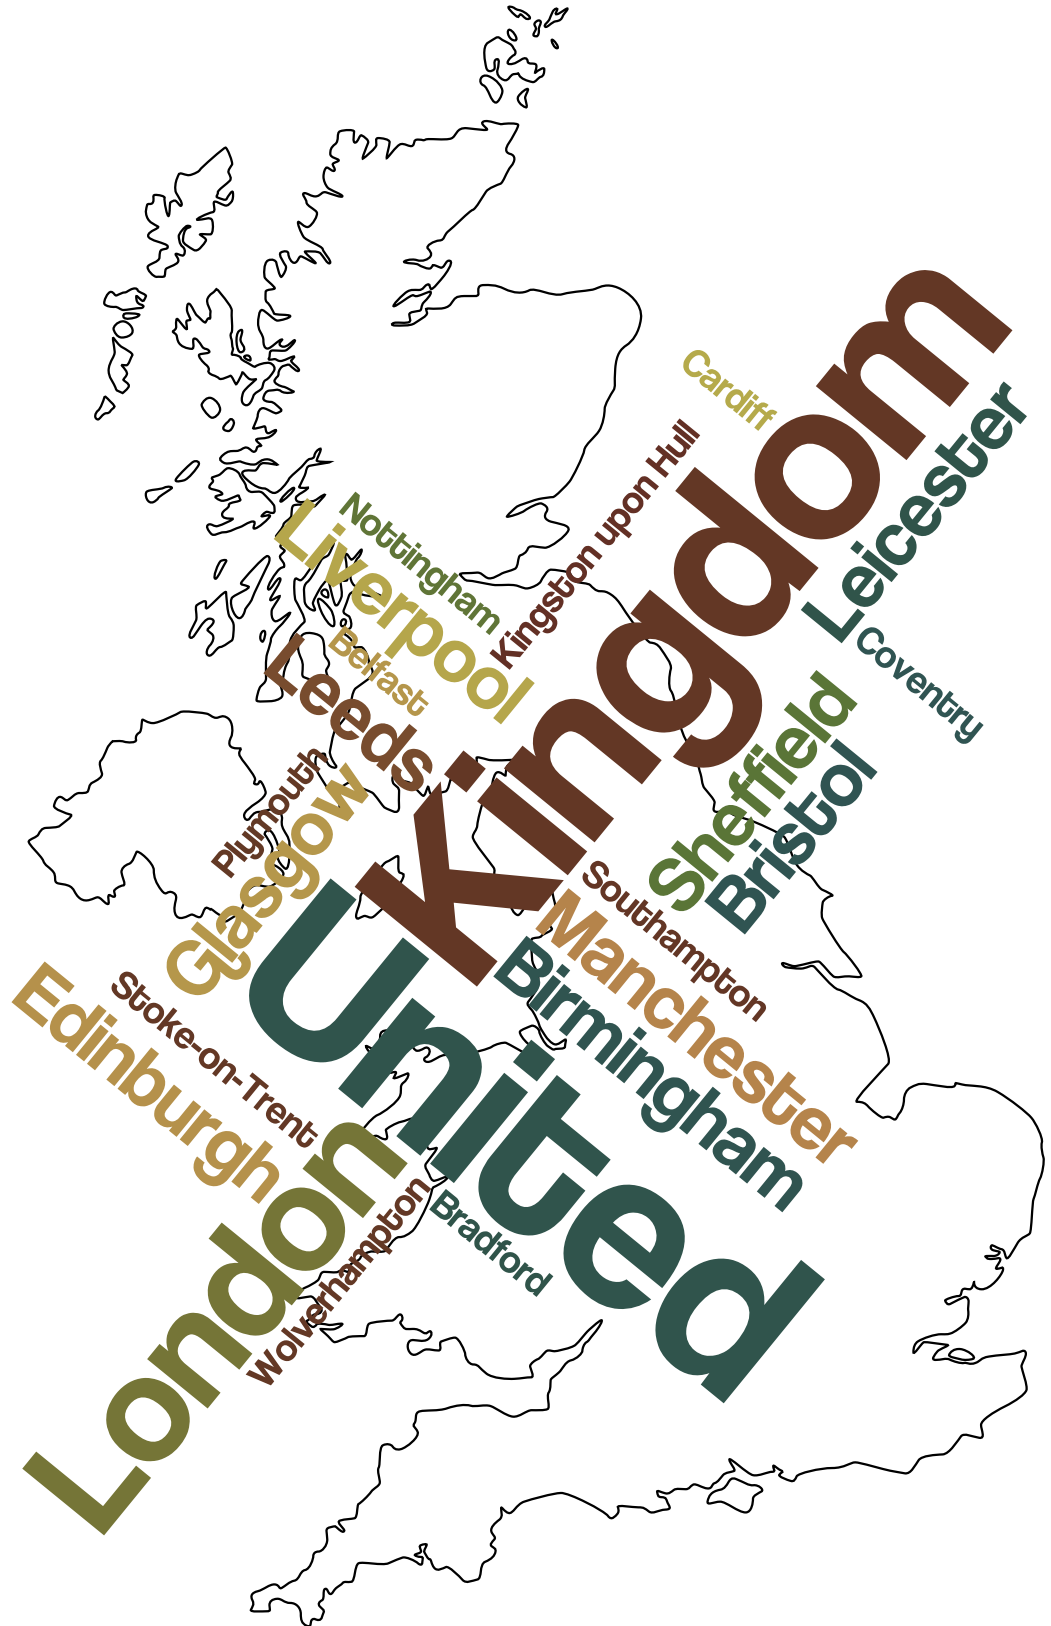 Cardiff
Kingdom
Leicester
Kingston upon Hull
Nottingham
Liverpool
Belfast
Leeds
Coventry
Sheffield
Bristol
Plymouth
Glasgow
Southampton
Manchester
Birmingham
United
Stoke-on-Trent
Edinburgh
London
Wolverhampton
Bradford